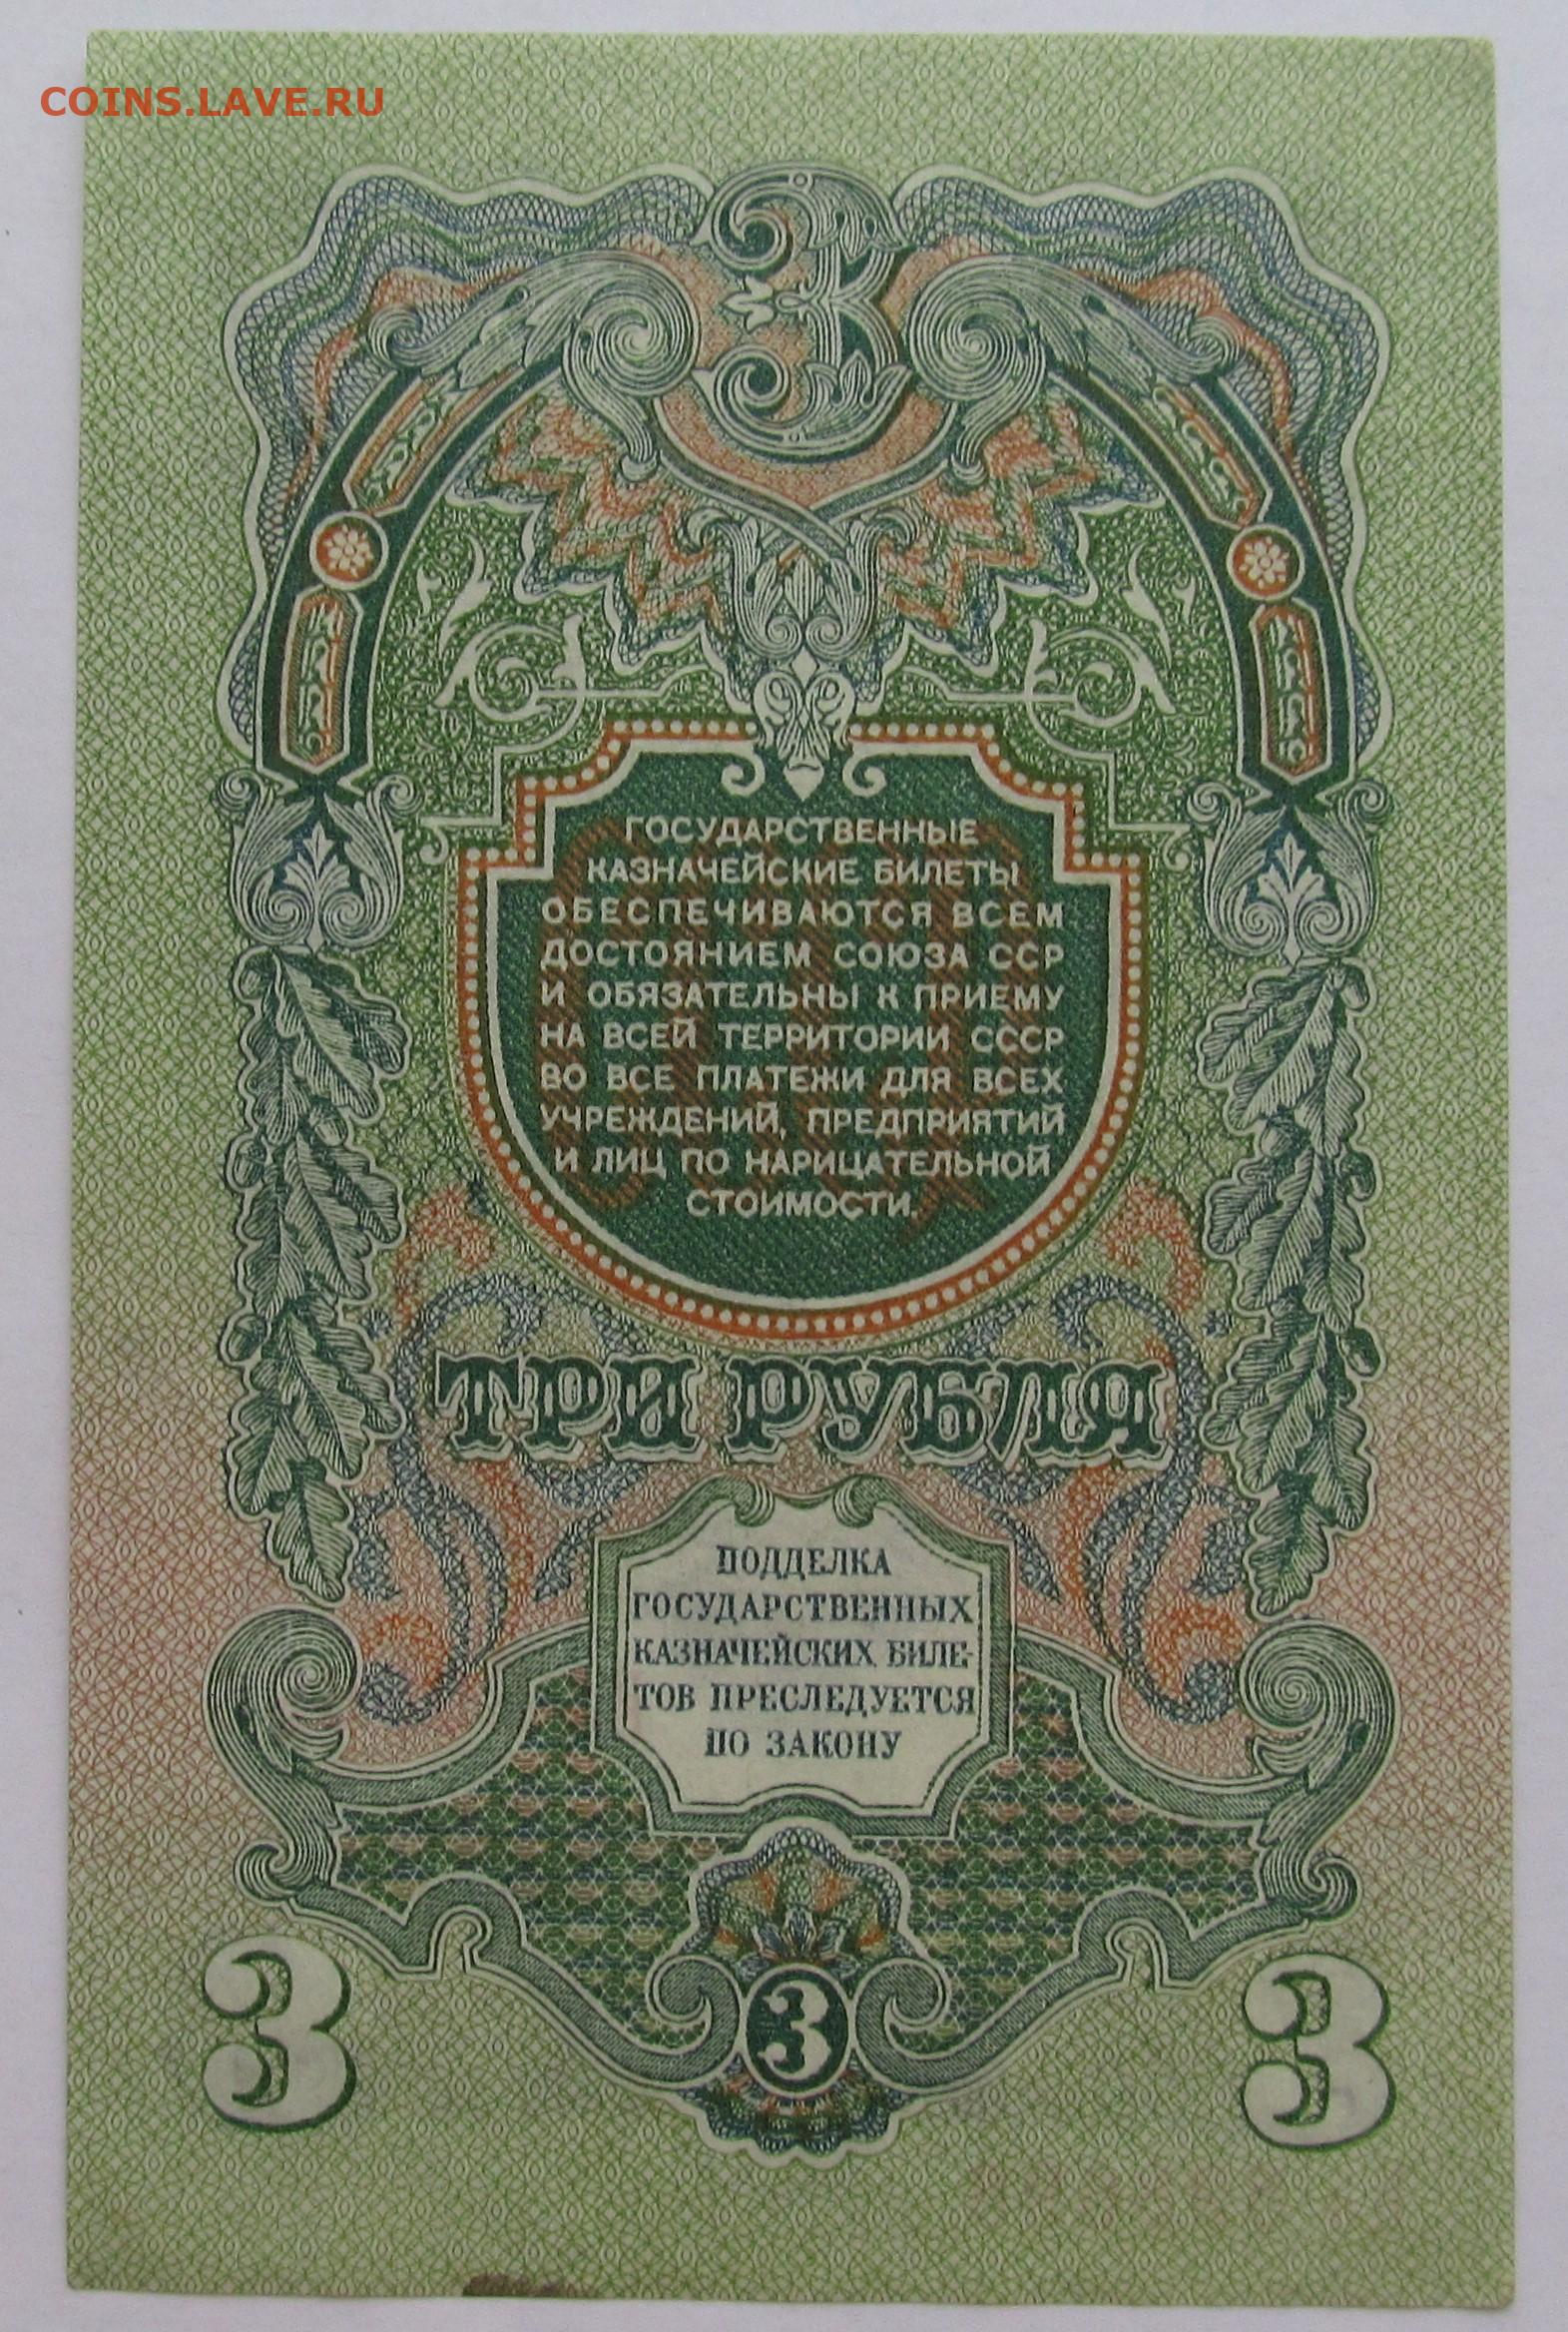 COINS.LAVE.RU
3
ГОСУДАРСТВЕННЫЕ
КАЗНАЧЕЙСКИЕ БИЛЕТЫ
ОБЕСПЕЧИВАЮТСЯ ВСЕМ
ДОСТОЯНИЕМ СОЮЗА ССР
И ОБЯЗАТЕЛЬНЫ К ПРИЕМУ
НА ВСЕЙ ТЕРРИТОРИИ СССР
ВО ВСЕ ПЛАТЕЖИ ДЛЯ ВСЕХ
УЧРЕЖДЕНИЙ, ПРЕДПРИЯТИЙ
И ЛИЦ ПО НАРИЦАТЕЛЬНОЙ
СТОИМОСТИ.
ТРИ РУБЛЯ
ПОДДЕЛКА
ГОСУДАРСТВЕННЫХ
КАЗНАЧЕЙСКИХ БИЛЕ-
ТОВ ПРЕСЛЕДУЕТСЯ
ПО ЗАКОНУ
3 3 3